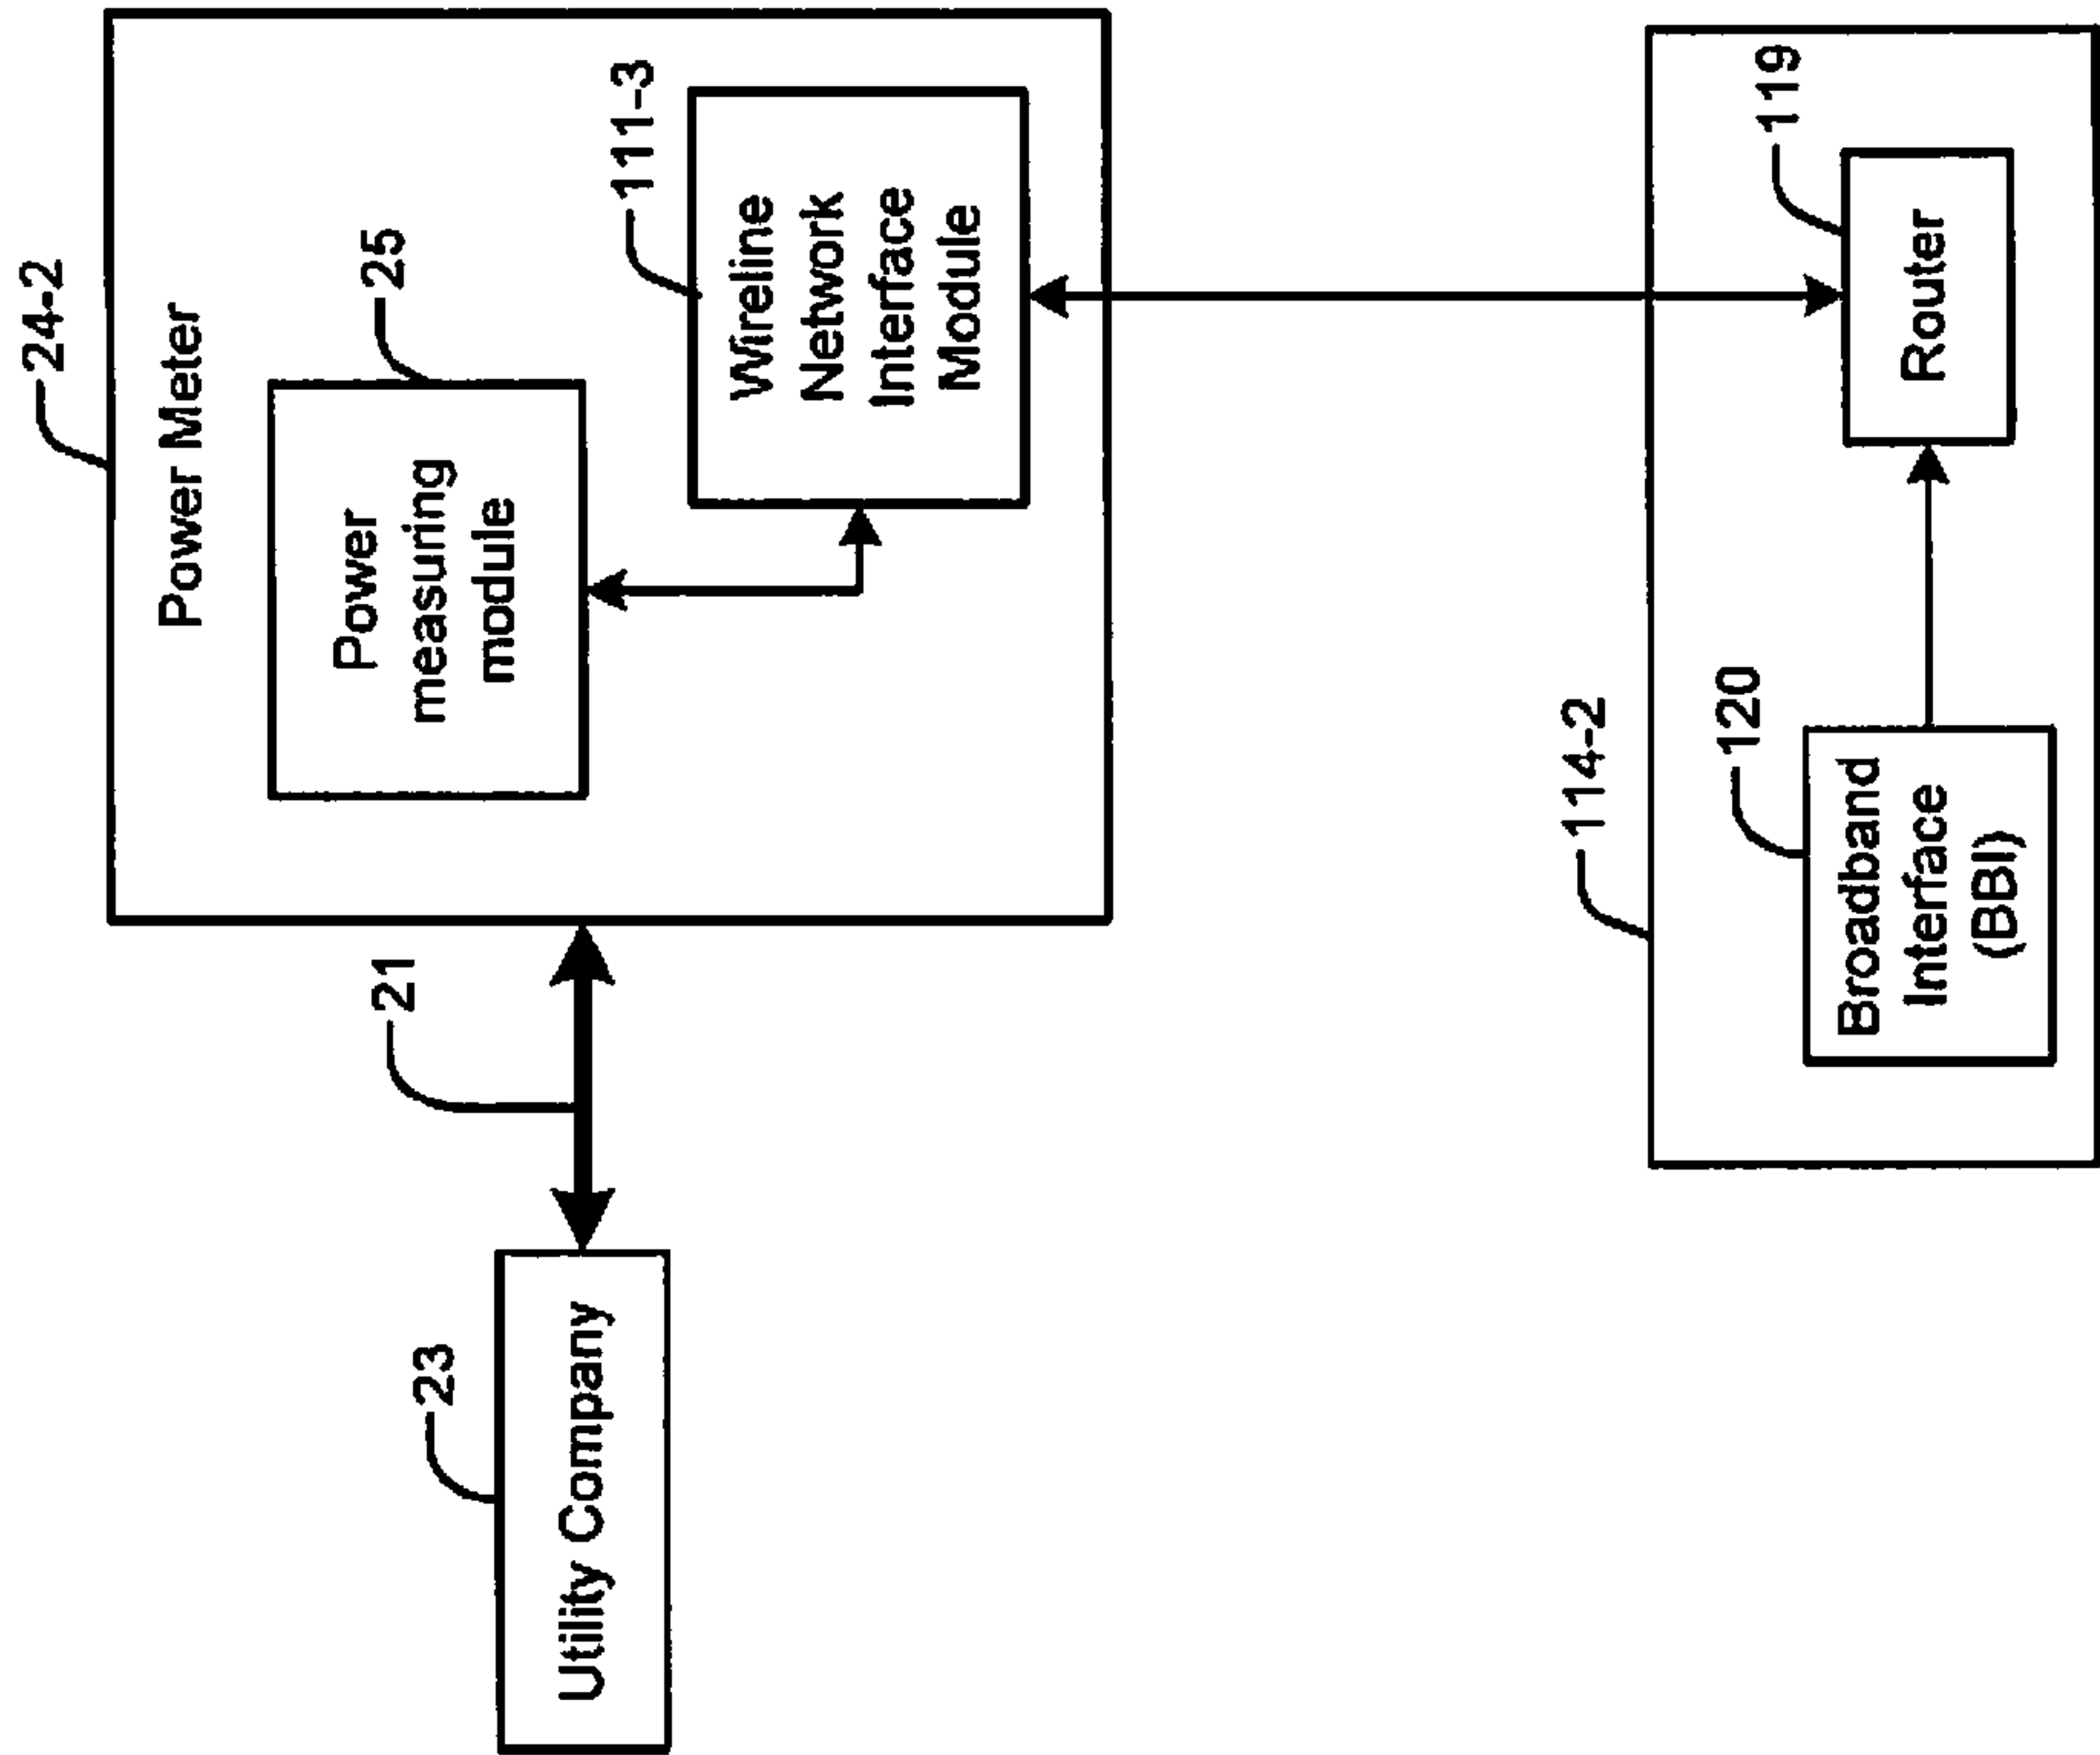 24-2
Power Meter
25
Power
measuring
module
111-3
Wireline
Network
Interface
Module
21
23
Utility Company
114-2
120
Broadband
Interface
(BBI)
119
Router